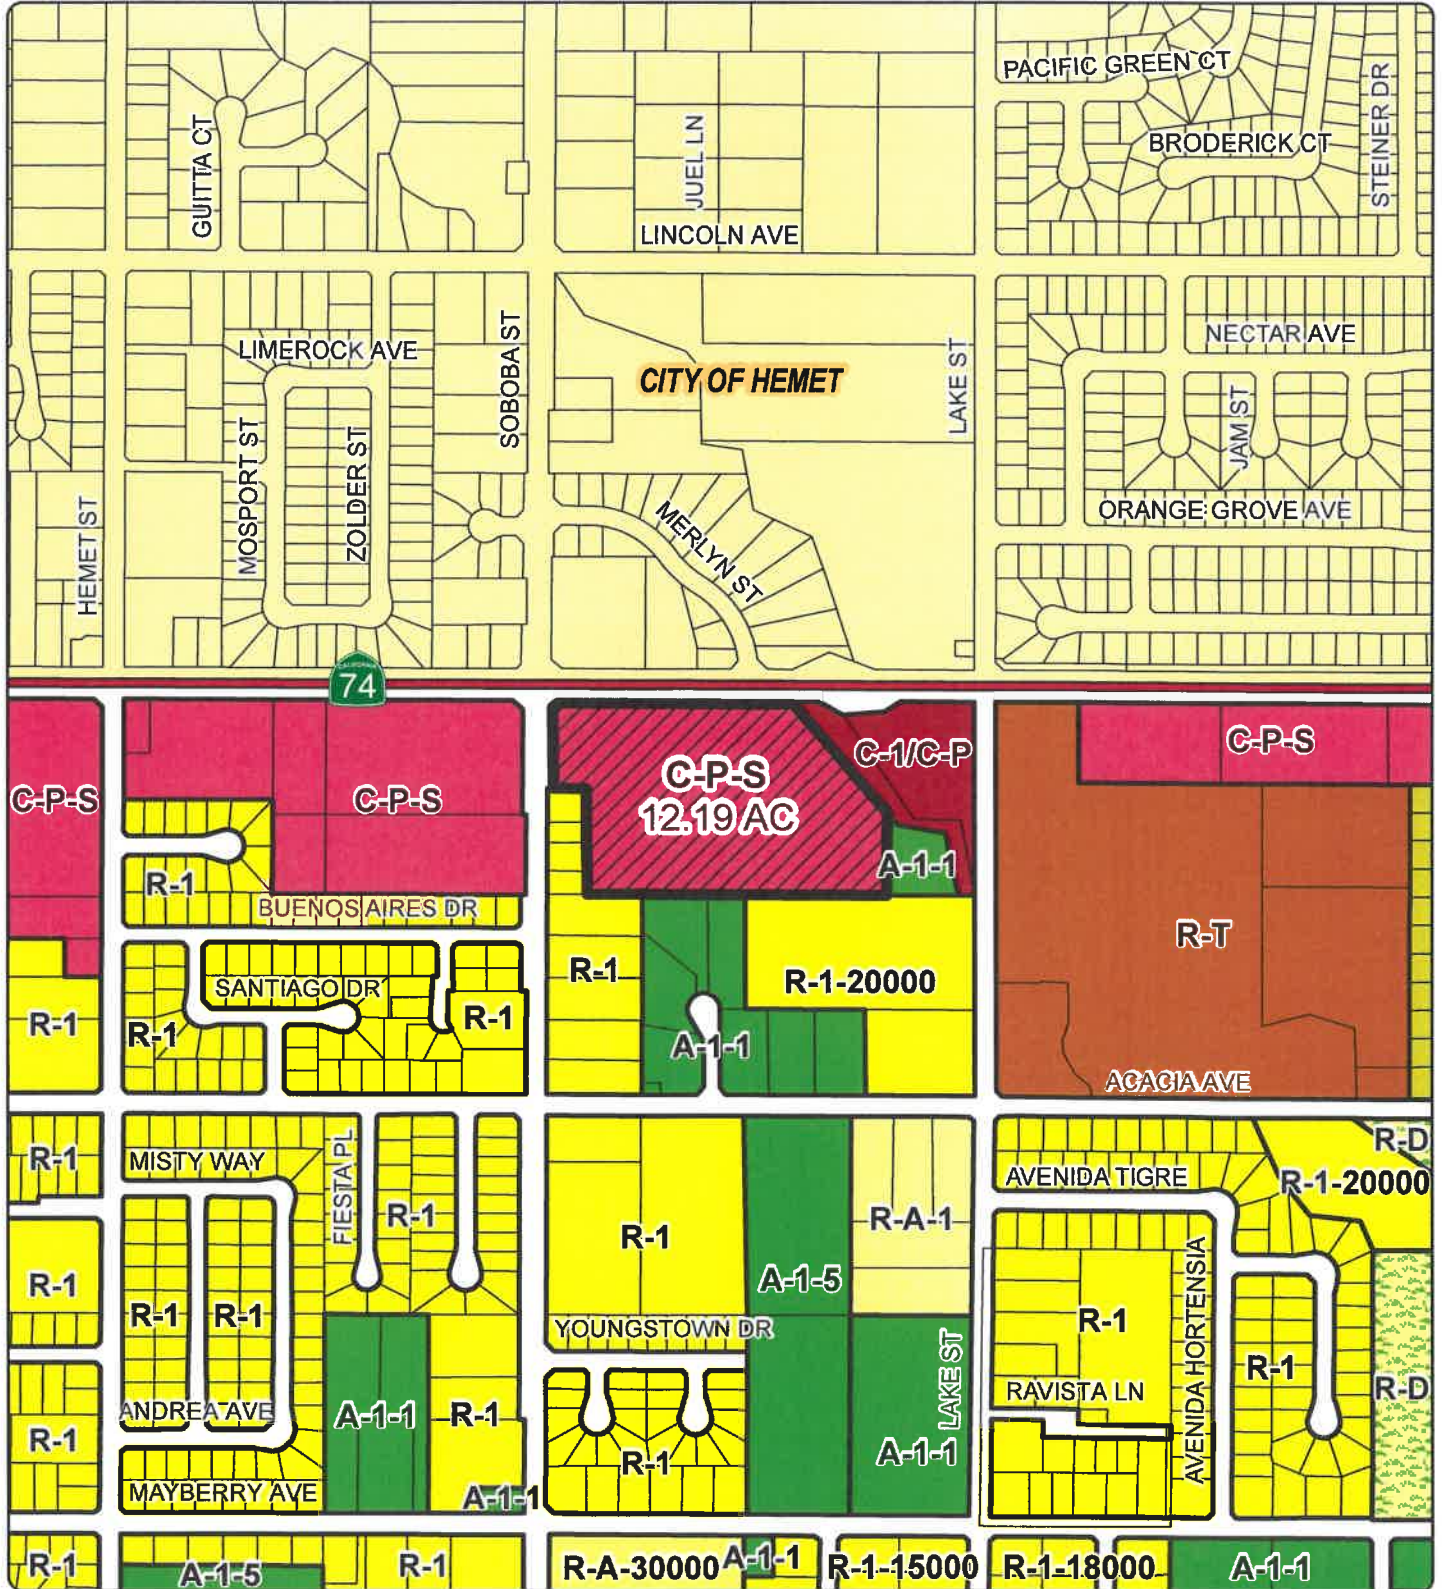 PACIFIC GREEN CT
STEINER DR
GUITTA CT
JUEL LN
BRODERICK CT
LINCOLN AVE
LIMEROCK AVE
SOBOBA ST
CITY OF HEMET
LAKE ST
NECTAR AVE
JAM ST
HEMET ST
MOSPORT ST
ZOLDER ST
MERLYN ST
ORANGE GROVE AVE
CALIFORNIA
74
C-P-S
C-P-S
C-P-S
12.19 AC
C-1/C-P
C-P-S
A-1-1
R-1
BUENOS AIRES DR
R-T
R-1
R-1-20000
SANTIAGO DR
R-1
R-1
R-1
A-1-1
ACACIA AVE
R-1
MISTY WAY
FIESTA PL
R-1
R-1
R-A-1
AVENIDA TIGRE
R-D
R-1-20000
R-1
R-1
R-1
A-1-5
YOUNGSTOWN DR
LAKE ST
R-1
AVENIDA HORTENSIA
R-1
R-D
RAVISTA LN
ANDREA AVE
A-1-1
R-1
R-1
R-1
A-1-1
MAYBERRY AVE
A-1-1
R-1
A-1-5
R-1
R-A-30000
A-1-1
R-1-15000
R-1-18000
A-1-1